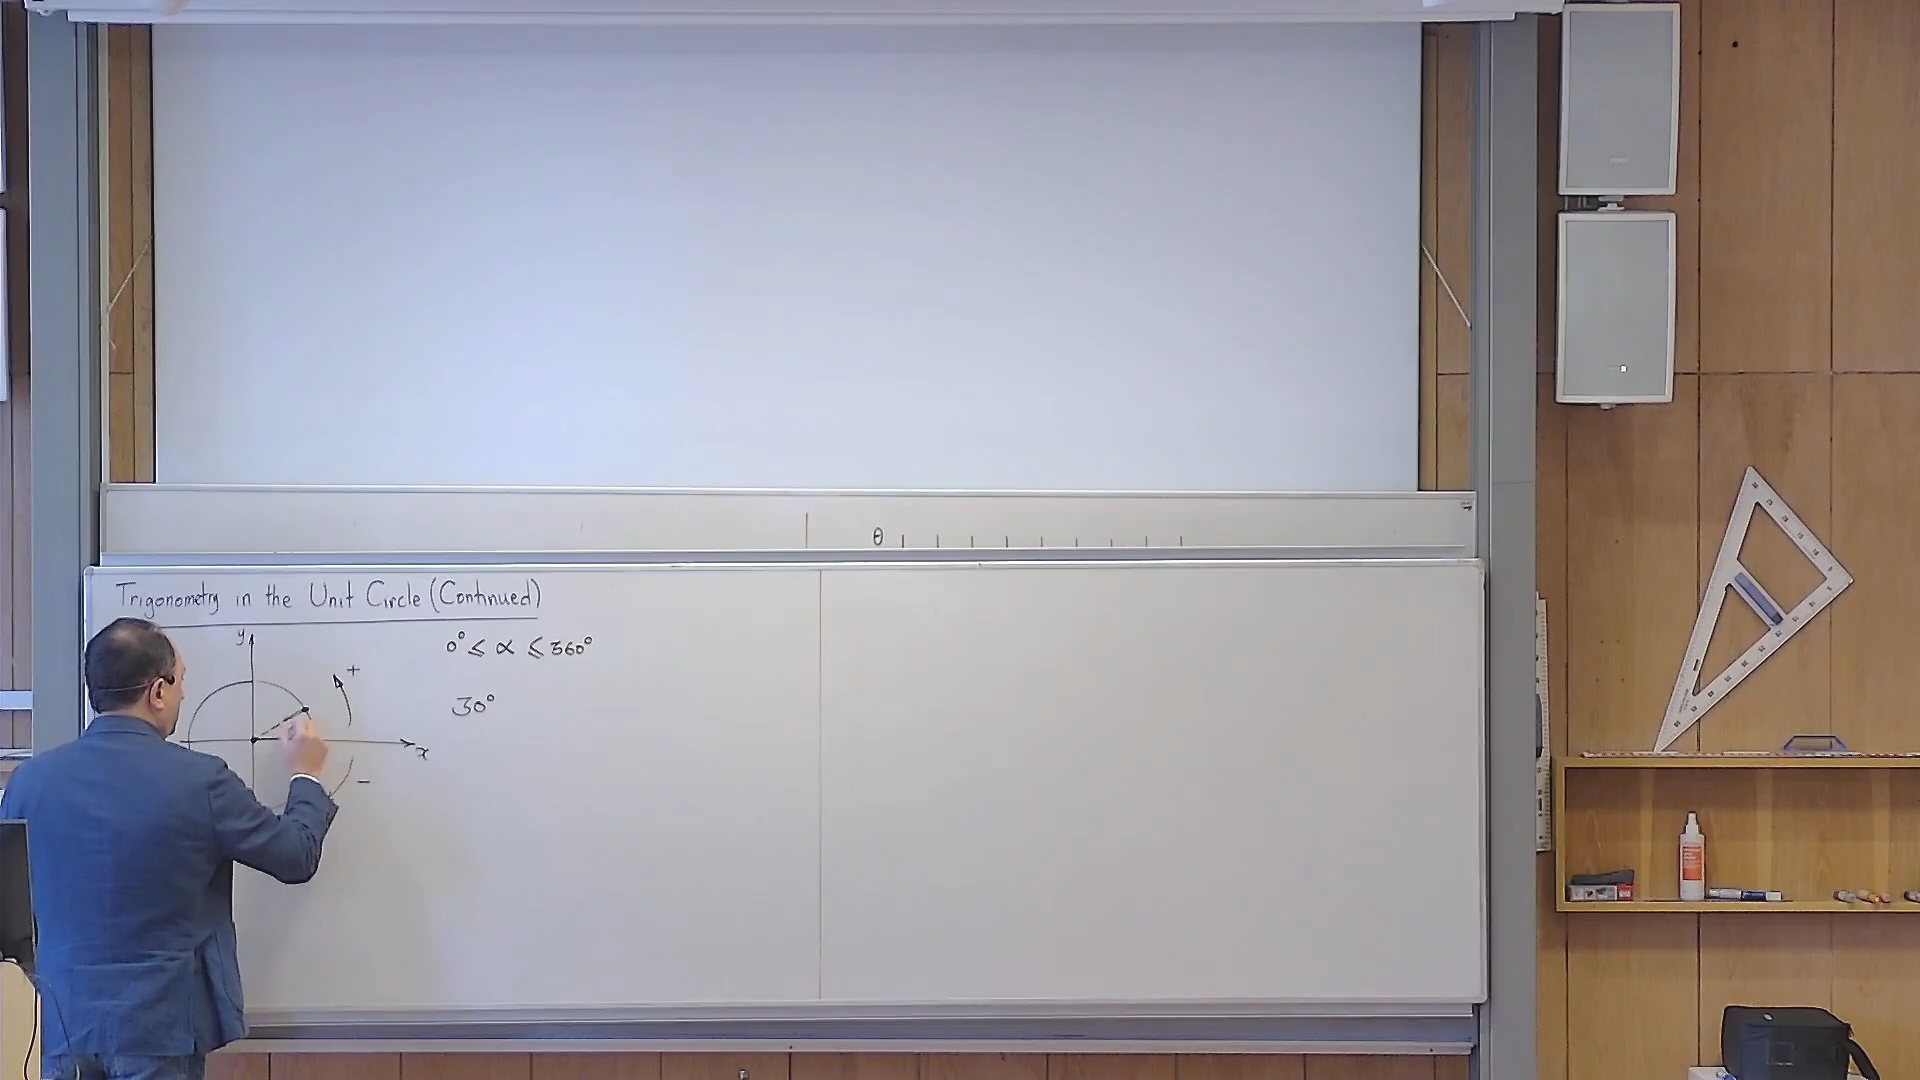 θ
Trigonometry in the Unit Circle (Continued)
y
0° ≤ α ≤ 360°
+
30°
x
−